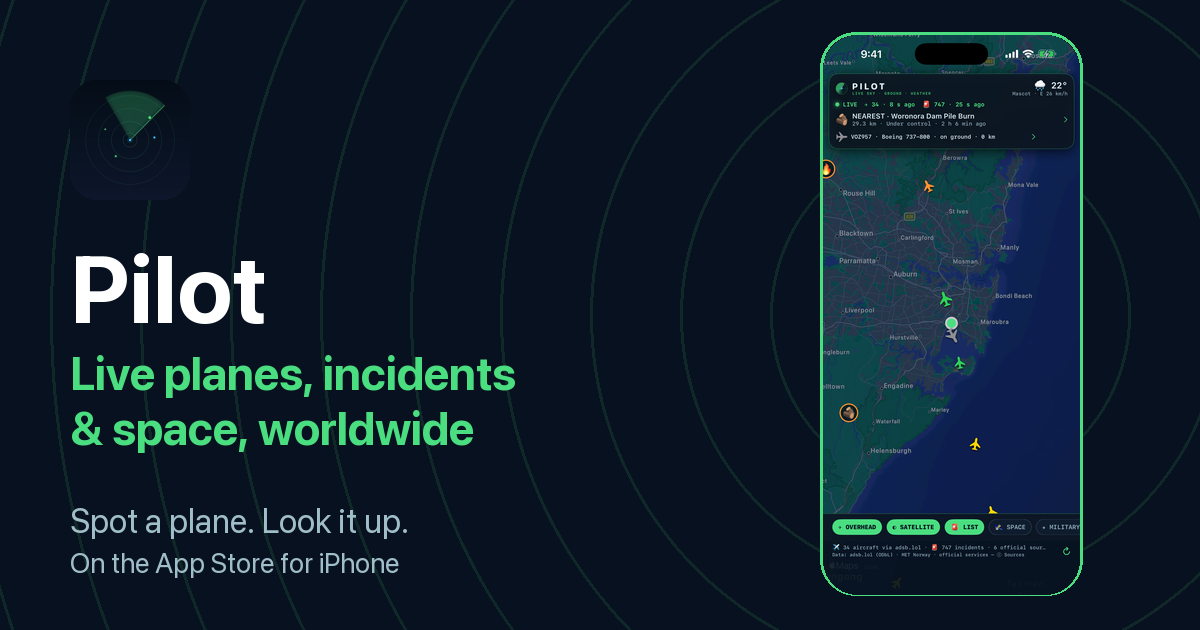 Pilot
Live planes, incidents
& space, worldwide
Spot a plane. Look it up.
On the App Store for iPhone
9:41
PILOT
LIVE SKY · GROUND · WEATHER
22°
Mascot · E 26 km/h
LIVE
34 · 8 s ago
747 · 25 s ago
NEAREST · Woronora Dam Pile Burn
29.3 km · Under control · 2 h 6 min ago
VOZ957 · Boeing 737-800 · on ground · 0 km
Berowra
Rouse Hill
Mona Vale
St Ives
Blacktown
Carlingford
Manly
Parramatta
Mosman
Auburn
Bondi Beach
Liverpool
Maroubra
Hurstville
Engadine
Marley
Waterfall
Helensburgh
OVERHEAD
SATELLITE
LIST
SPACE
MILITARY
34 aircraft via adsb.lol · 747 incidents · 6 official sour…
Data: adsb.lol (ODbL) · MET Norway · official services — ⓘ Sources
Maps